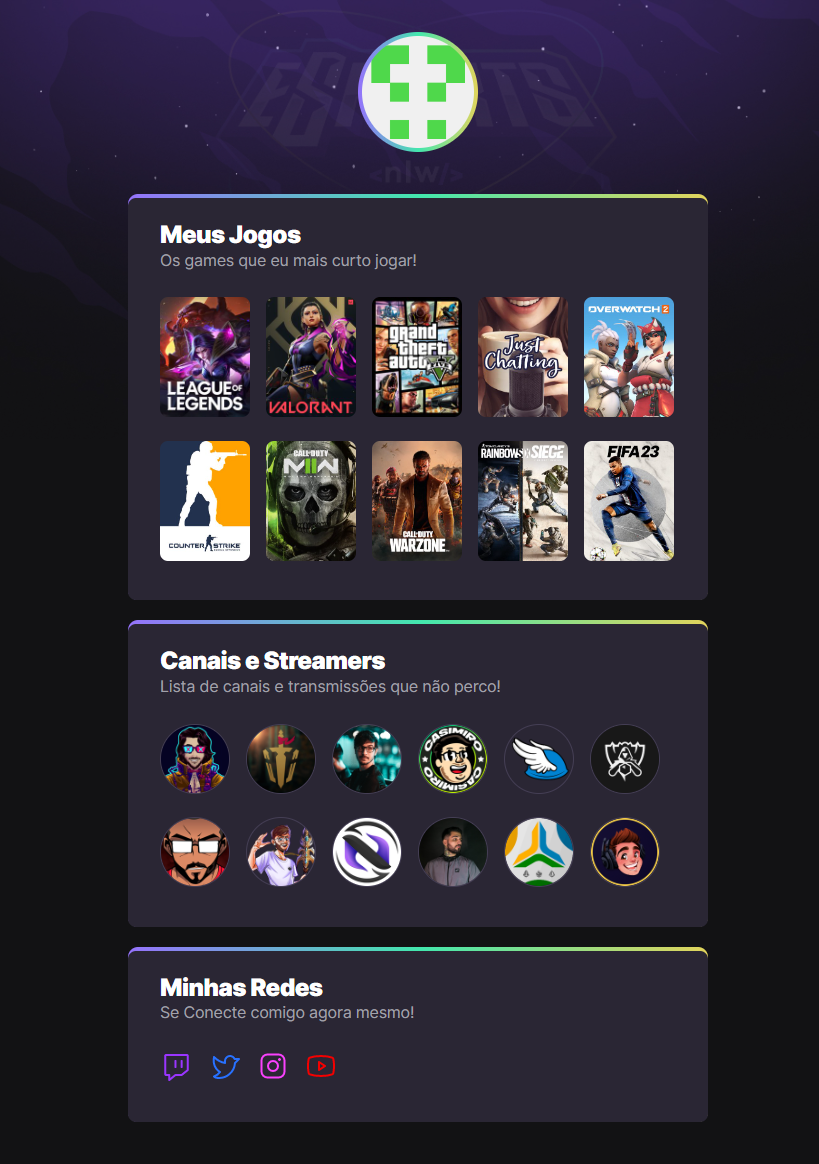 ESPORTS
<nlw/>
Meus Jogos
Os games que eu mais curto jogar!
LEAGUE OF
LEGENDS
VALORANT
grand
theft
auto
V
Just
Chatting
OVERWATCH 2
COUNTER STRIKE
CALL OF DUTY
MWII
CALL OF DUTY
WARZONE
RAINBOW SIX SIEGE
FIFA 23
Canais e Streamers
Lista de canais e transmissões que não perco!
CASIMIRO
CASIMIRO
Minhas Redes
Se Conecte comigo agora mesmo!